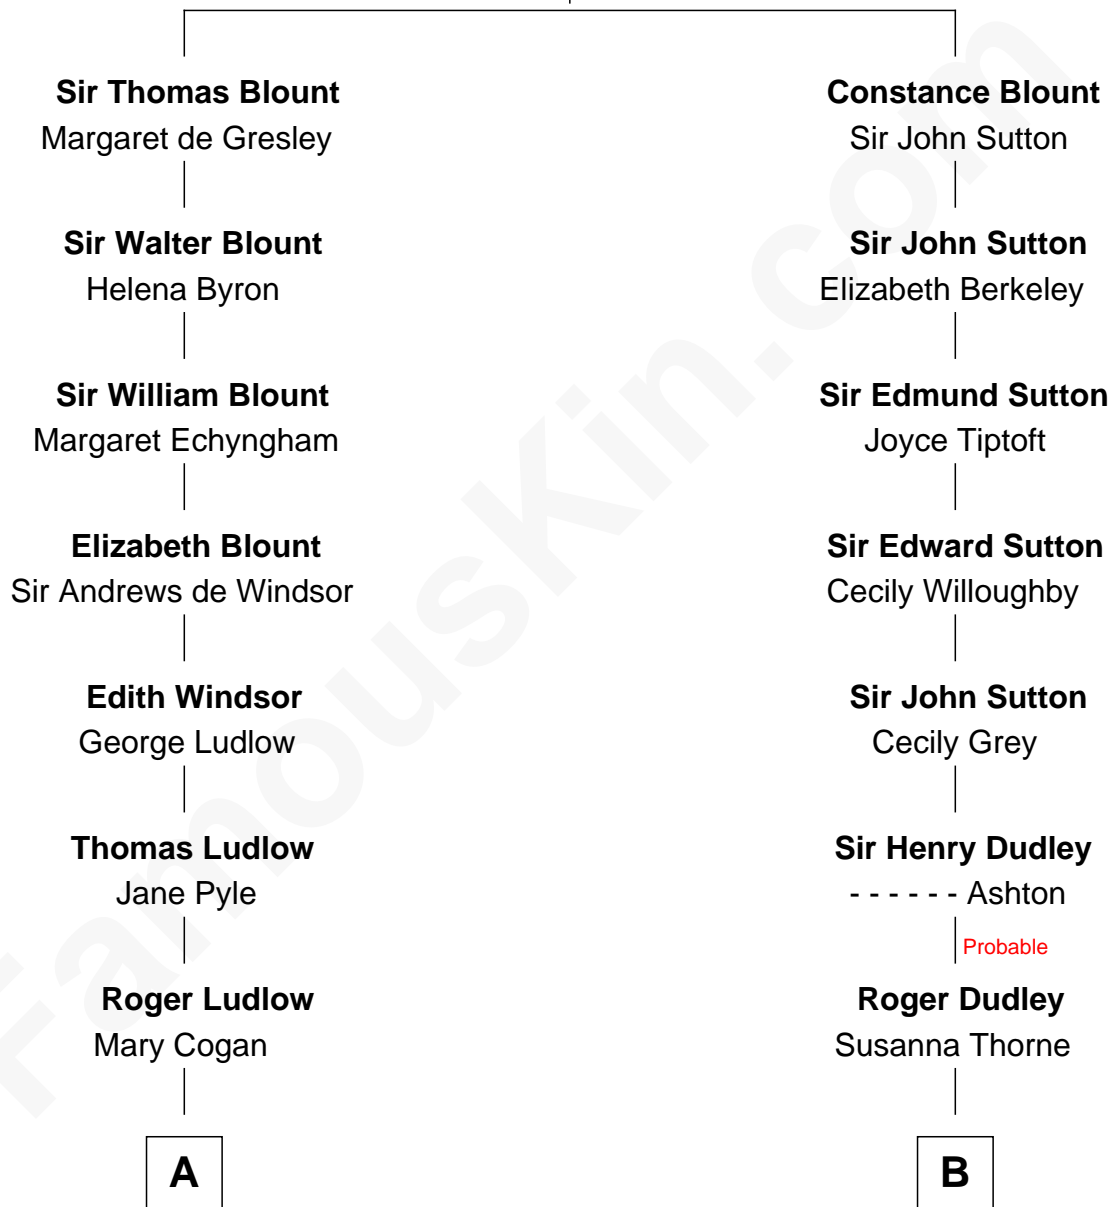 Sir Thomas Blount
Margaret de Gresley
Sir Walter Blount
Helena Byron
Sir William Blount
Margaret Echyngham
Elizabeth Blount
Sir Andrews de Windsor
Edith Windsor
George Ludlow
Thomas Ludlow
Jane Pyle
Roger Ludlow
Mary Cogan
A
Constance Blount
Sir John Sutton
Sir John Sutton
Elizabeth Berkeley
Sir Edmund Sutton
Joyce Tiptoft
Sir Edward Sutton
Cecily Willoughby
Sir John Sutton
Cecily Grey
Sir Henry Dudley
- - - - - - Ashton
Probable
Roger Dudley
Susanna Thorne
B
FamousKin.com